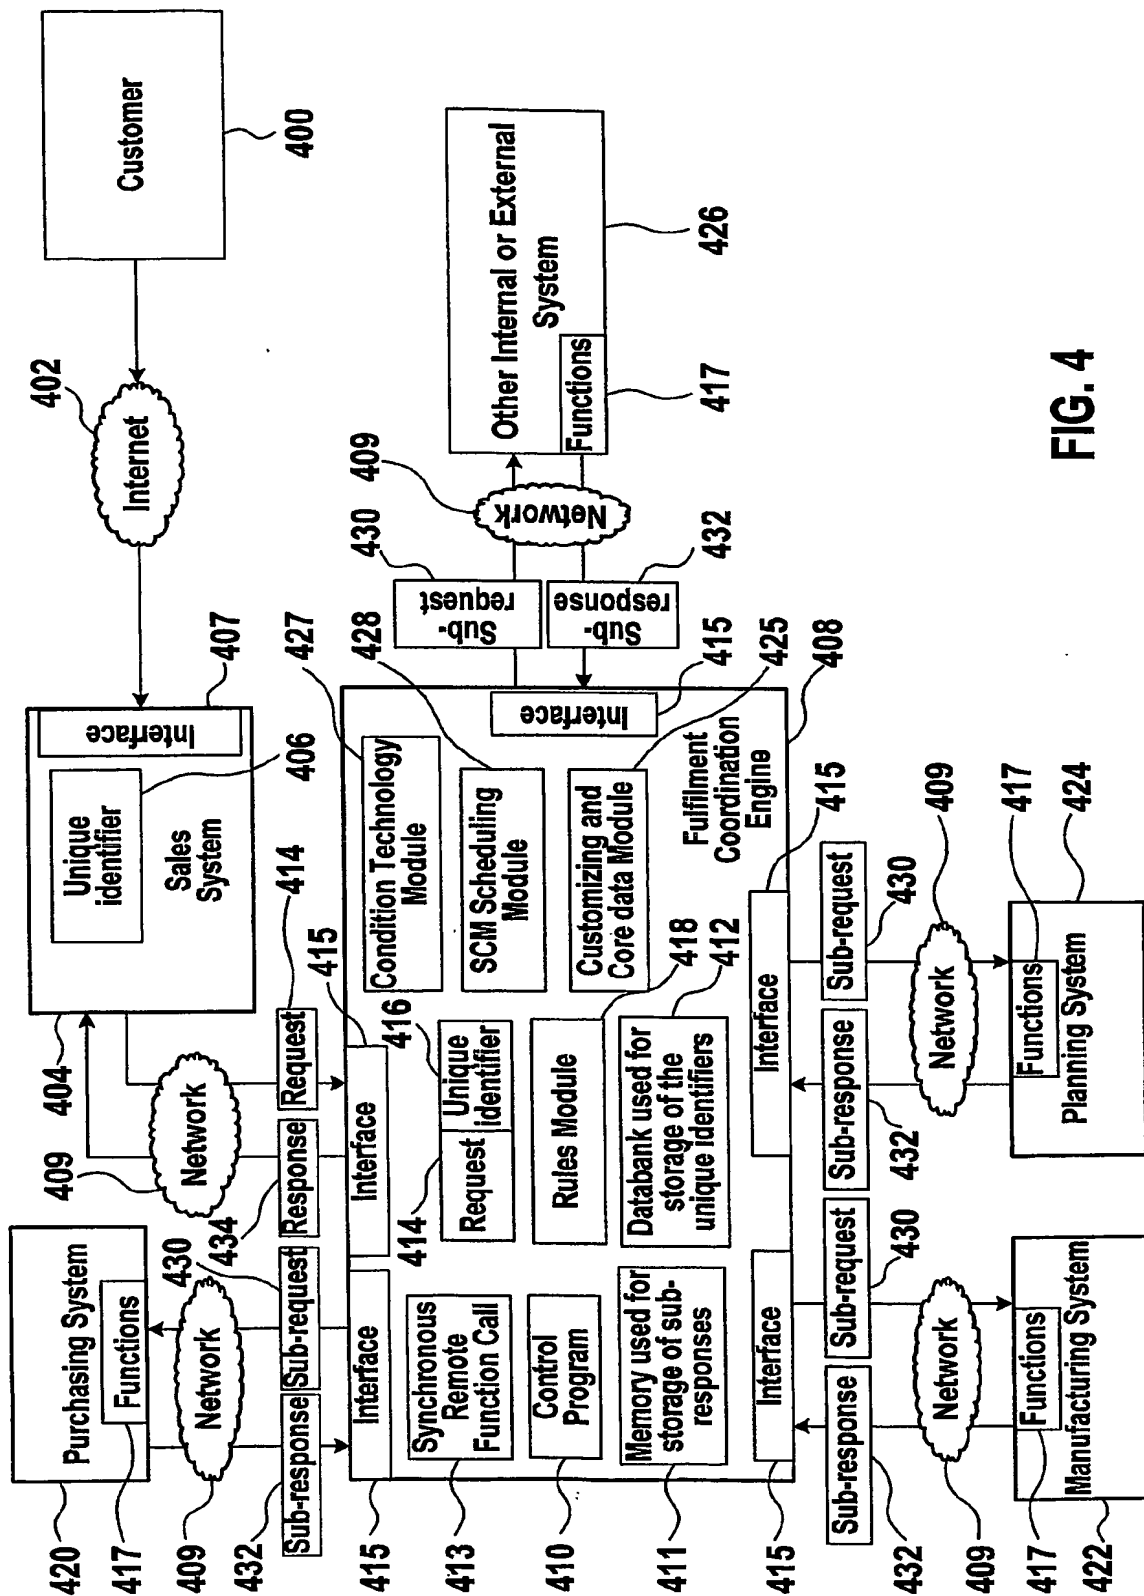 Customer
400
402
Internet
407
Interface
406
Unique
identifier
Sales
System
404
414
Request
409
Network
Response
434
420
Purchasing System
417
Functions
409
Network
430
Sub-request
432
Sub-response
Other Internal or External
System
426
Functions
417
409
Network
430
Sub-
request
432
Sub-
response
427
428
415
425
408
Interface
Condition Technology
Module
SCM Scheduling
Module
Customizing and
Core data Module
Fulfilment
Coordination
Engine
415
Interface
416
Unique
identifier
414
Request
418
Rules Module
412
Databank used for
storage of the
unique identifiers
415
Interface
413
Synchronous
Remote
Function Call
410
Control
Program
411
Memory used for
storage of sub-
responses
415
Interface
415
Interface
Sub-request
430
Sub-response
432
409
Network
417
Functions
424
Planning System
Sub-request
430
Sub-response
432
Network
409
Functions
417
Manufacturing System
422
FIG. 4